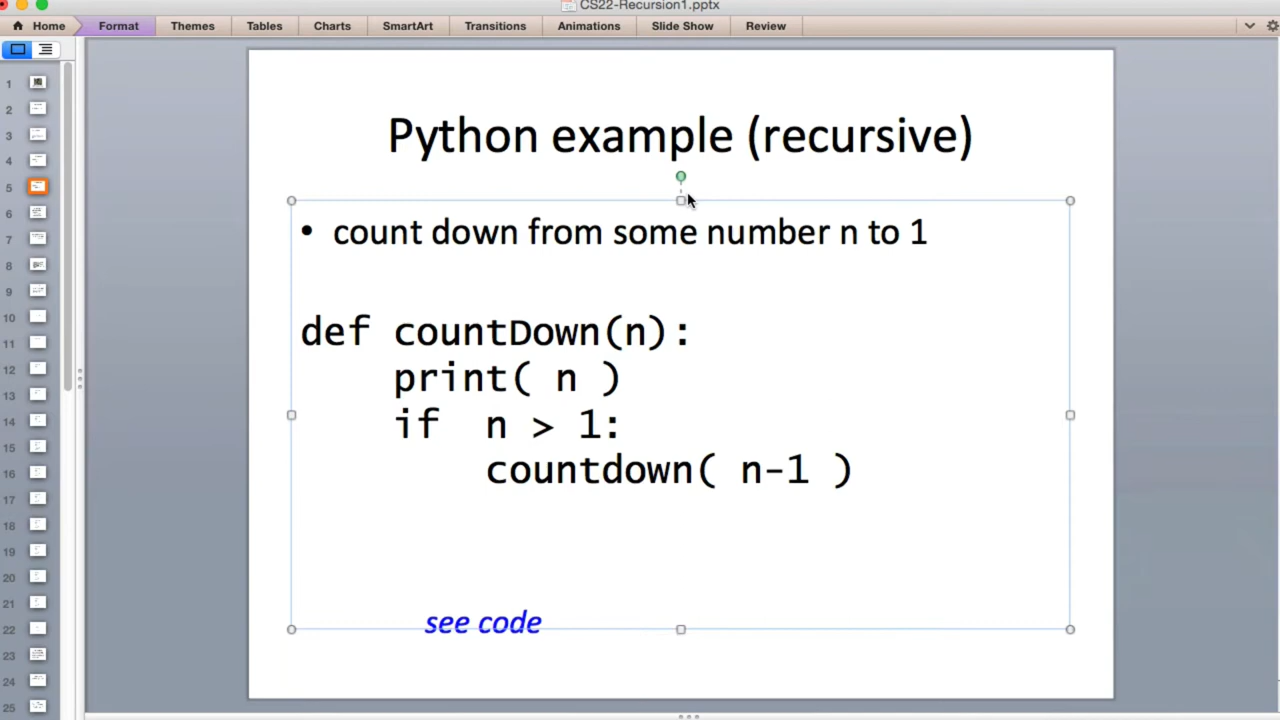 CS22-Recursion1.pptx
Home Format Themes Tables Charts SmartArt Transitions Animations Slide Show Review
1
2
3
4
5
6
7
8
9
10
11
12
13
14
15
16
17
18
19
20
21
22
23
24
25
Python example (recursive)
• count down from some number n to 1
def countDown(n):
    print( n )
    if  n > 1:
        countdown( n-1 )
see code